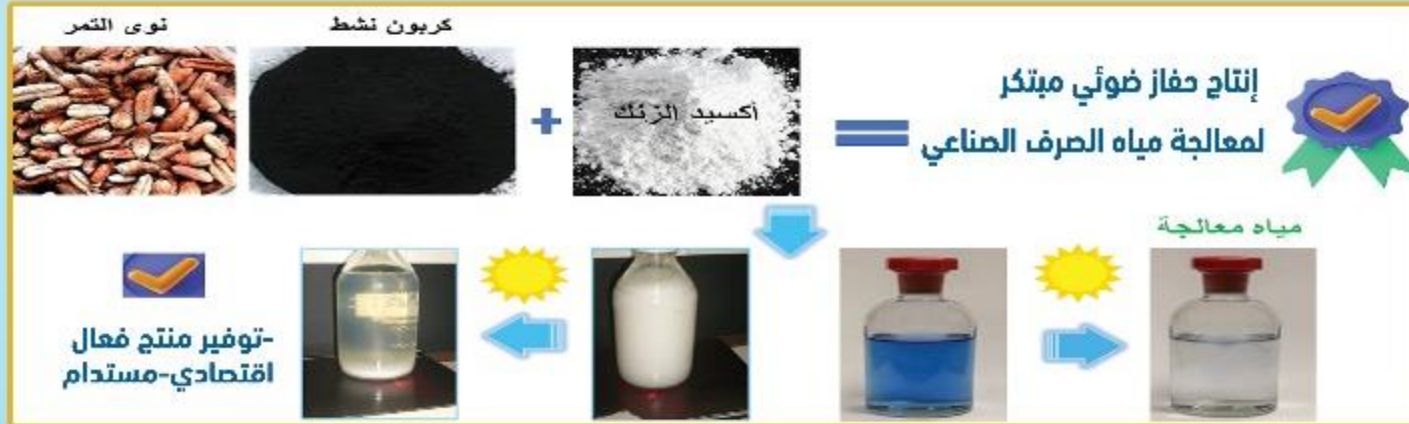 نوى التمر
كربون نشط
أكسيد الزنك
إنتاج حفاز ضوئي مبتكر
لمعالجة مياه الصرف الصناعي
مياه معالجة
-توفير منتج فعال
اقتصادي-مستدام